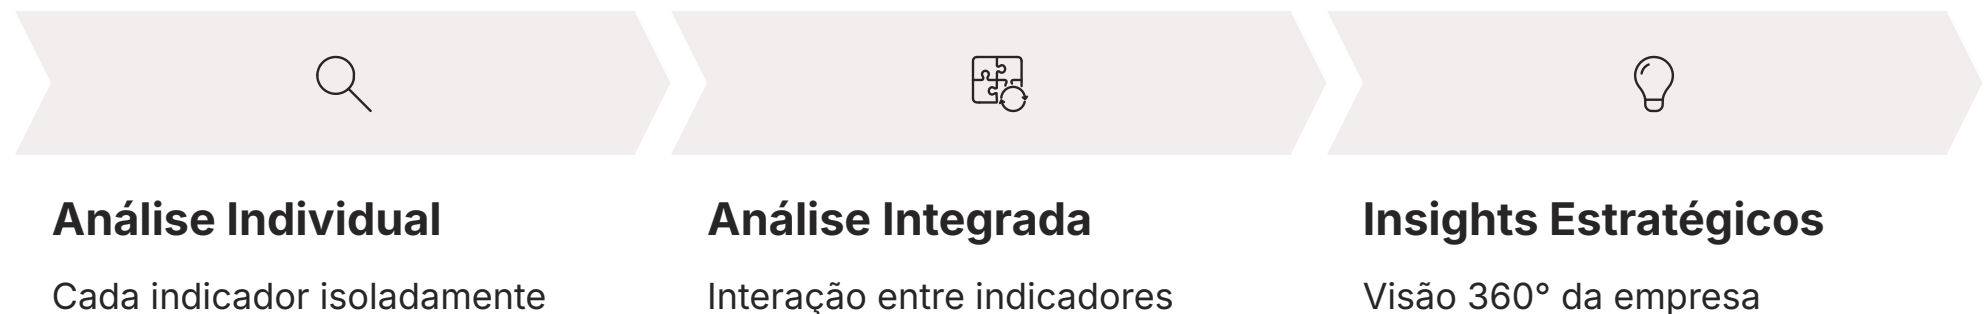 Análise Individual
Cada indicador isoladamente
Análise Integrada
Interação entre indicadores
Insights Estratégicos
Visão 360° da empresa